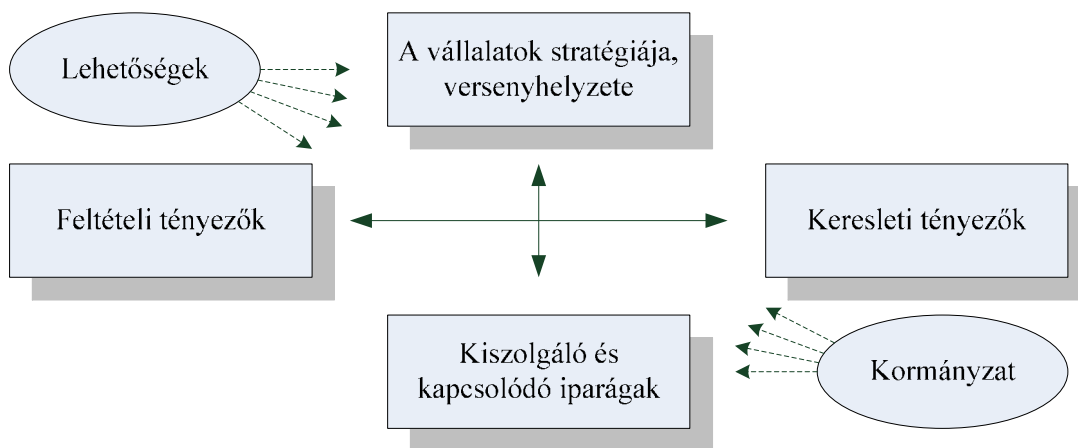 Lehetőségek
A vállalatok stratégiája,
versenyhelyzete
Feltételi tényezők
Keresleti tényezők
Kiszolgáló és
kapcsolódó iparágak
Kormányzat